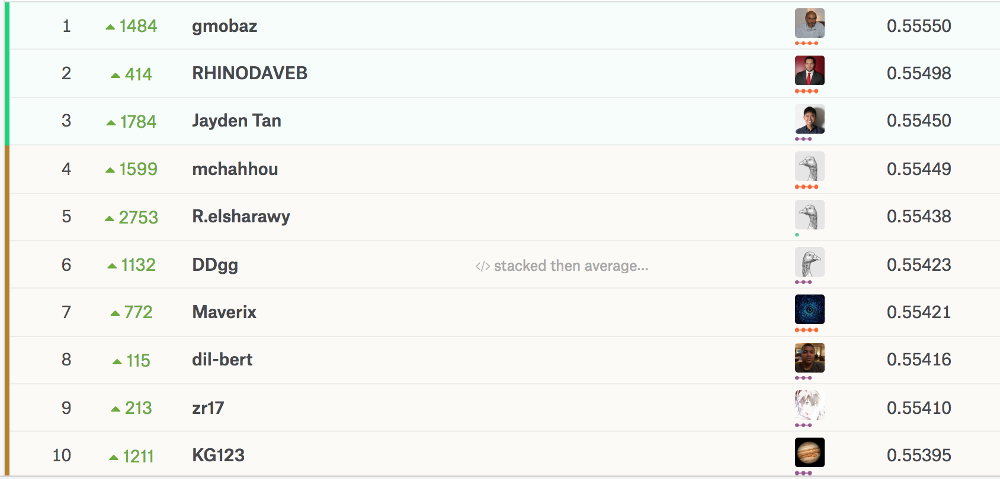 1 1484 gmobaz 0.55550
2 414 RHINODAVEB 0.55498
3 1784 Jayden Tan 0.55450
4 1599 mchahhou 0.55449
5 2753 R.elsharawy 0.55438
6 1132 DDgg </> stacked then average... 0.55423
7 772 Maverix 0.55421
8 115 dil-bert 0.55416
9 213 zr17 0.55410
10 1211 KG123 0.55395